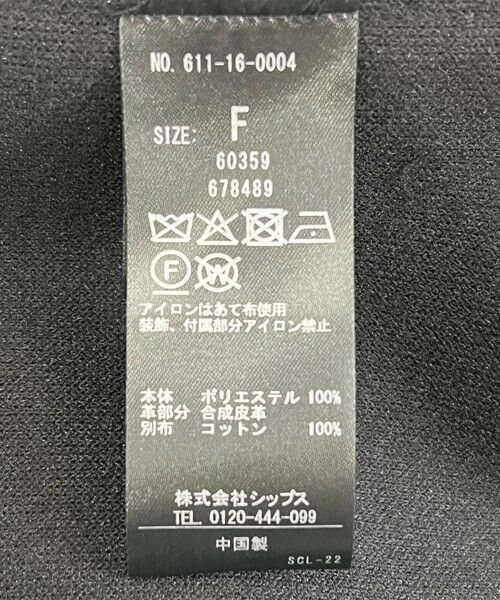 NO. 611-16-0004
SIZE: F
60359
678489
F W
アイロンはあて布使用
装飾、付属部分アイロン禁止
本体 ポリエステル 100%
革部分 合成皮革
別布 コットン 100%
株式会社シップス
TEL. 0120-444-099
中国製
SCL-22